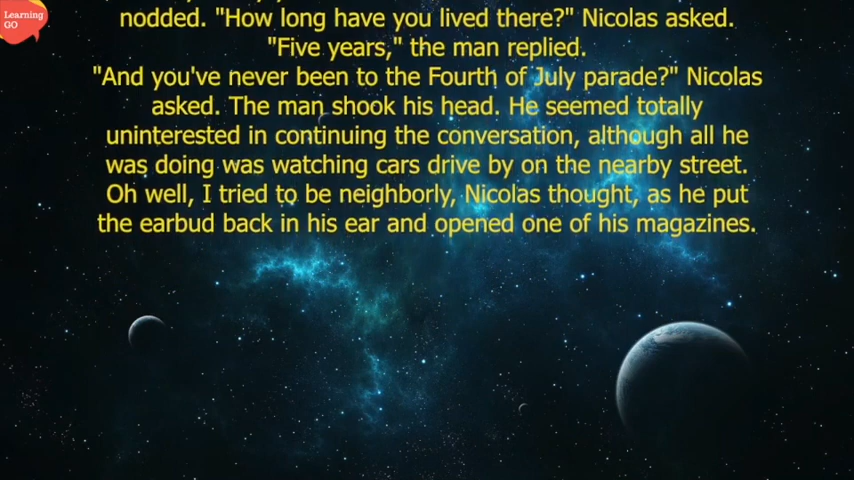 Learning
GO
nodded. "How long have you lived there?" Nicolas asked.
"Five years," the man replied.
"And you've never been to the Fourth of July parade?" Nicolas
asked. The man shook his head. He seemed totally
uninterested in continuing the conversation, although all he
was doing was watching cars drive by on the nearby street.
Oh well, I tried to be neighborly, Nicolas thought, as he put
the earbud back in his ear and opened one of his magazines.